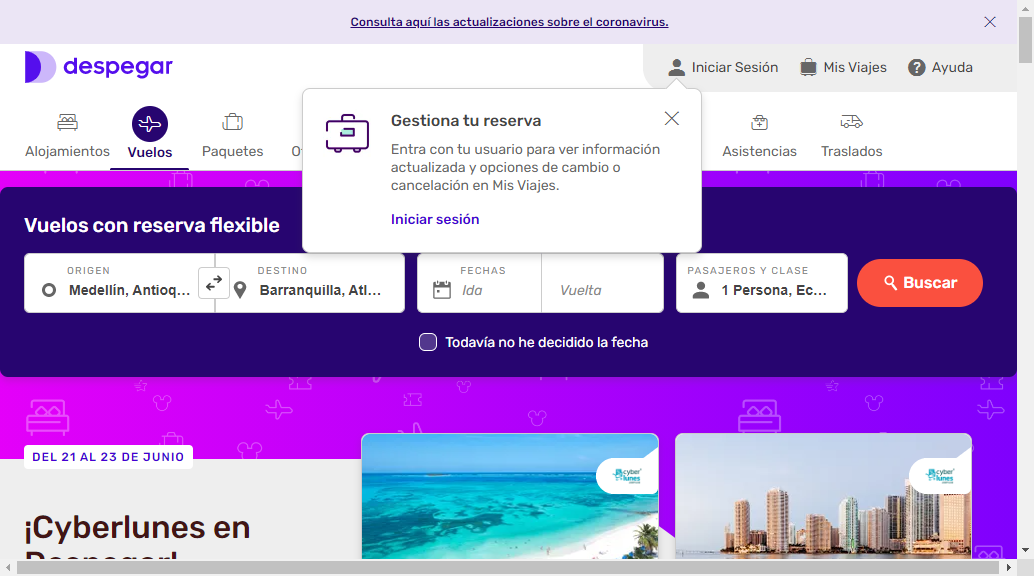 Consulta aquí las actualizaciones sobre el coronavirus.
despegar
Iniciar Sesión
Mis Viajes
Ayuda
Alojamientos
Vuelos
Paquetes
Asistencias
Traslados
Gestiona tu reserva
Entra con tu usuario para ver información
actualizada y opciones de cambio o
cancelación en Mis Viajes.
Iniciar sesión
Vuelos con reserva flexible
ORIGEN
Medellín, Antioq...
DESTINO
Barranquilla, Atl...
FECHAS
Ida
Vuelta
PASAJEROS Y CLASE
1 Persona, Ec...
Buscar
Todavía no he decidido la fecha
DEL 21 AL 23 DE JUNIO
cyber
lunes
cyber
lunes
¡Cyberlunes en
Despegar!